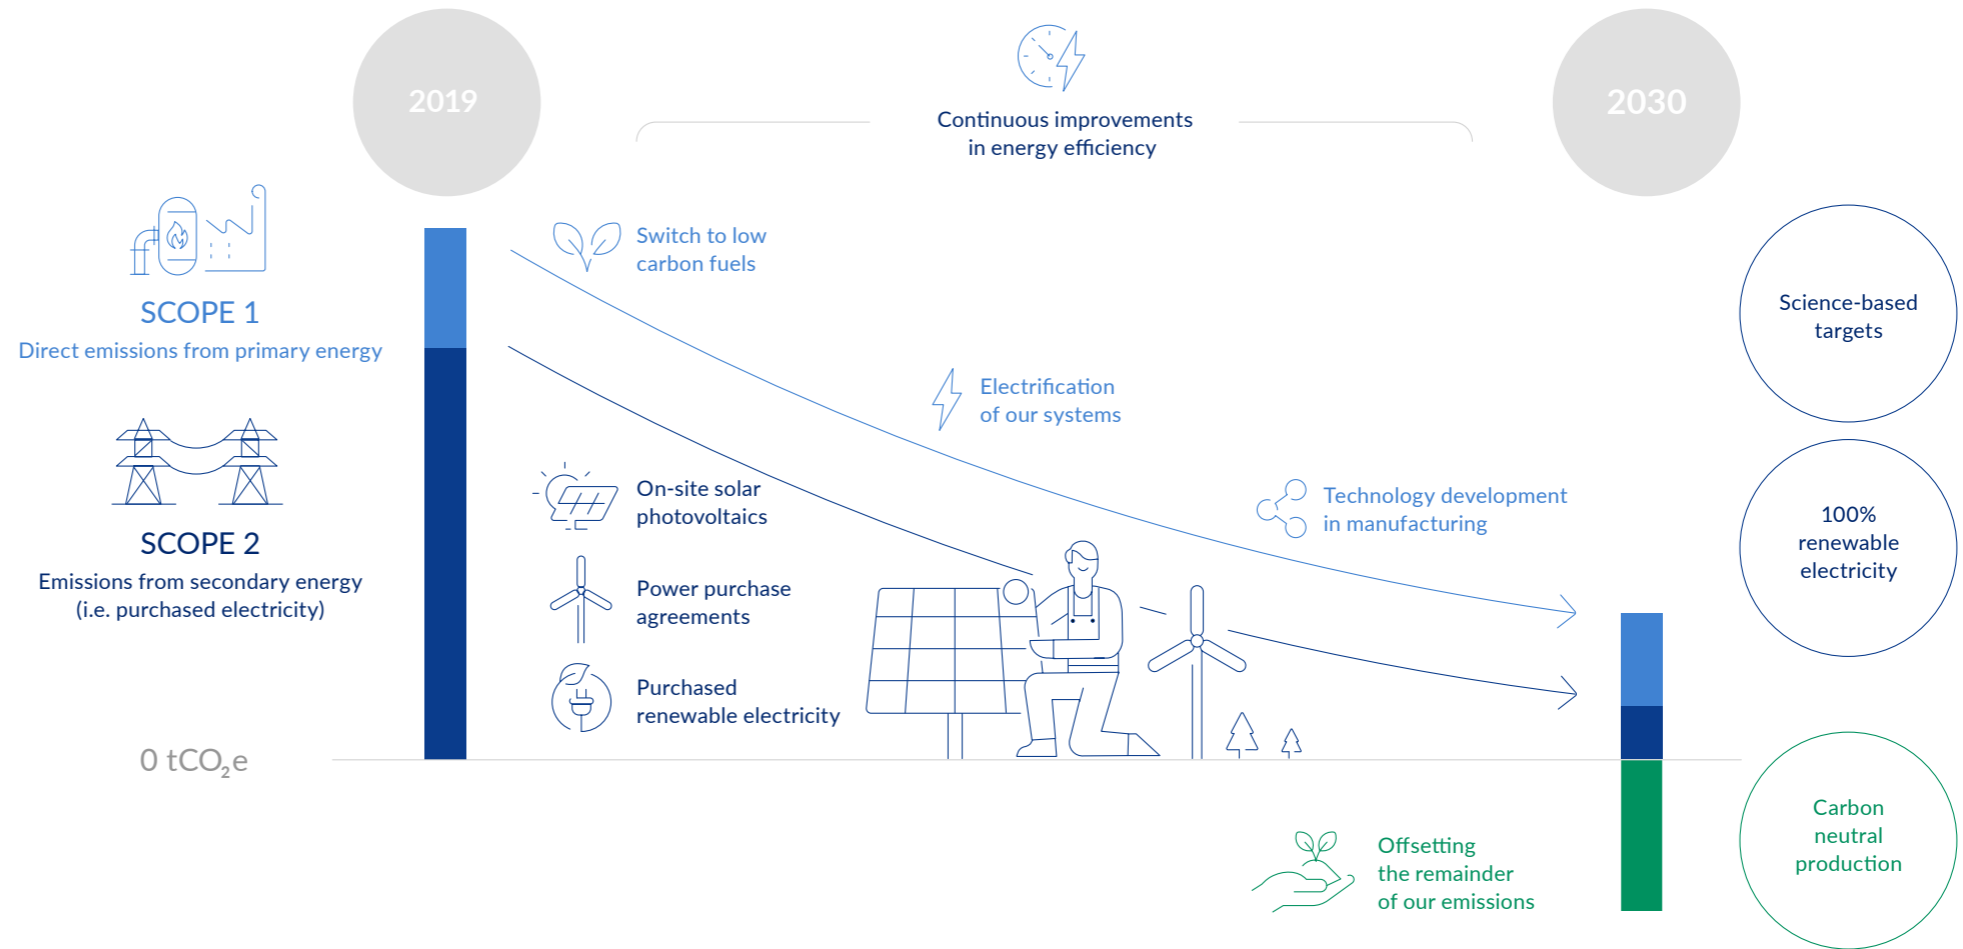 2019
Continuous improvements
in energy efficiency
2030
SCOPE 1
Direct emissions from primary energy
Switch to low
carbon fuels
Science-based
targets
Electrification
of our systems
SCOPE 2
Emissions from secondary energy
(i.e. purchased electricity)
On-site solar
photovoltaics
Technology development
in manufacturing
100%
renewable
electricity
Power purchase
agreements
Purchased
renewable electricity
0 tCO₂e
Offsetting
the remainder
of our emissions
Carbon
neutral
production